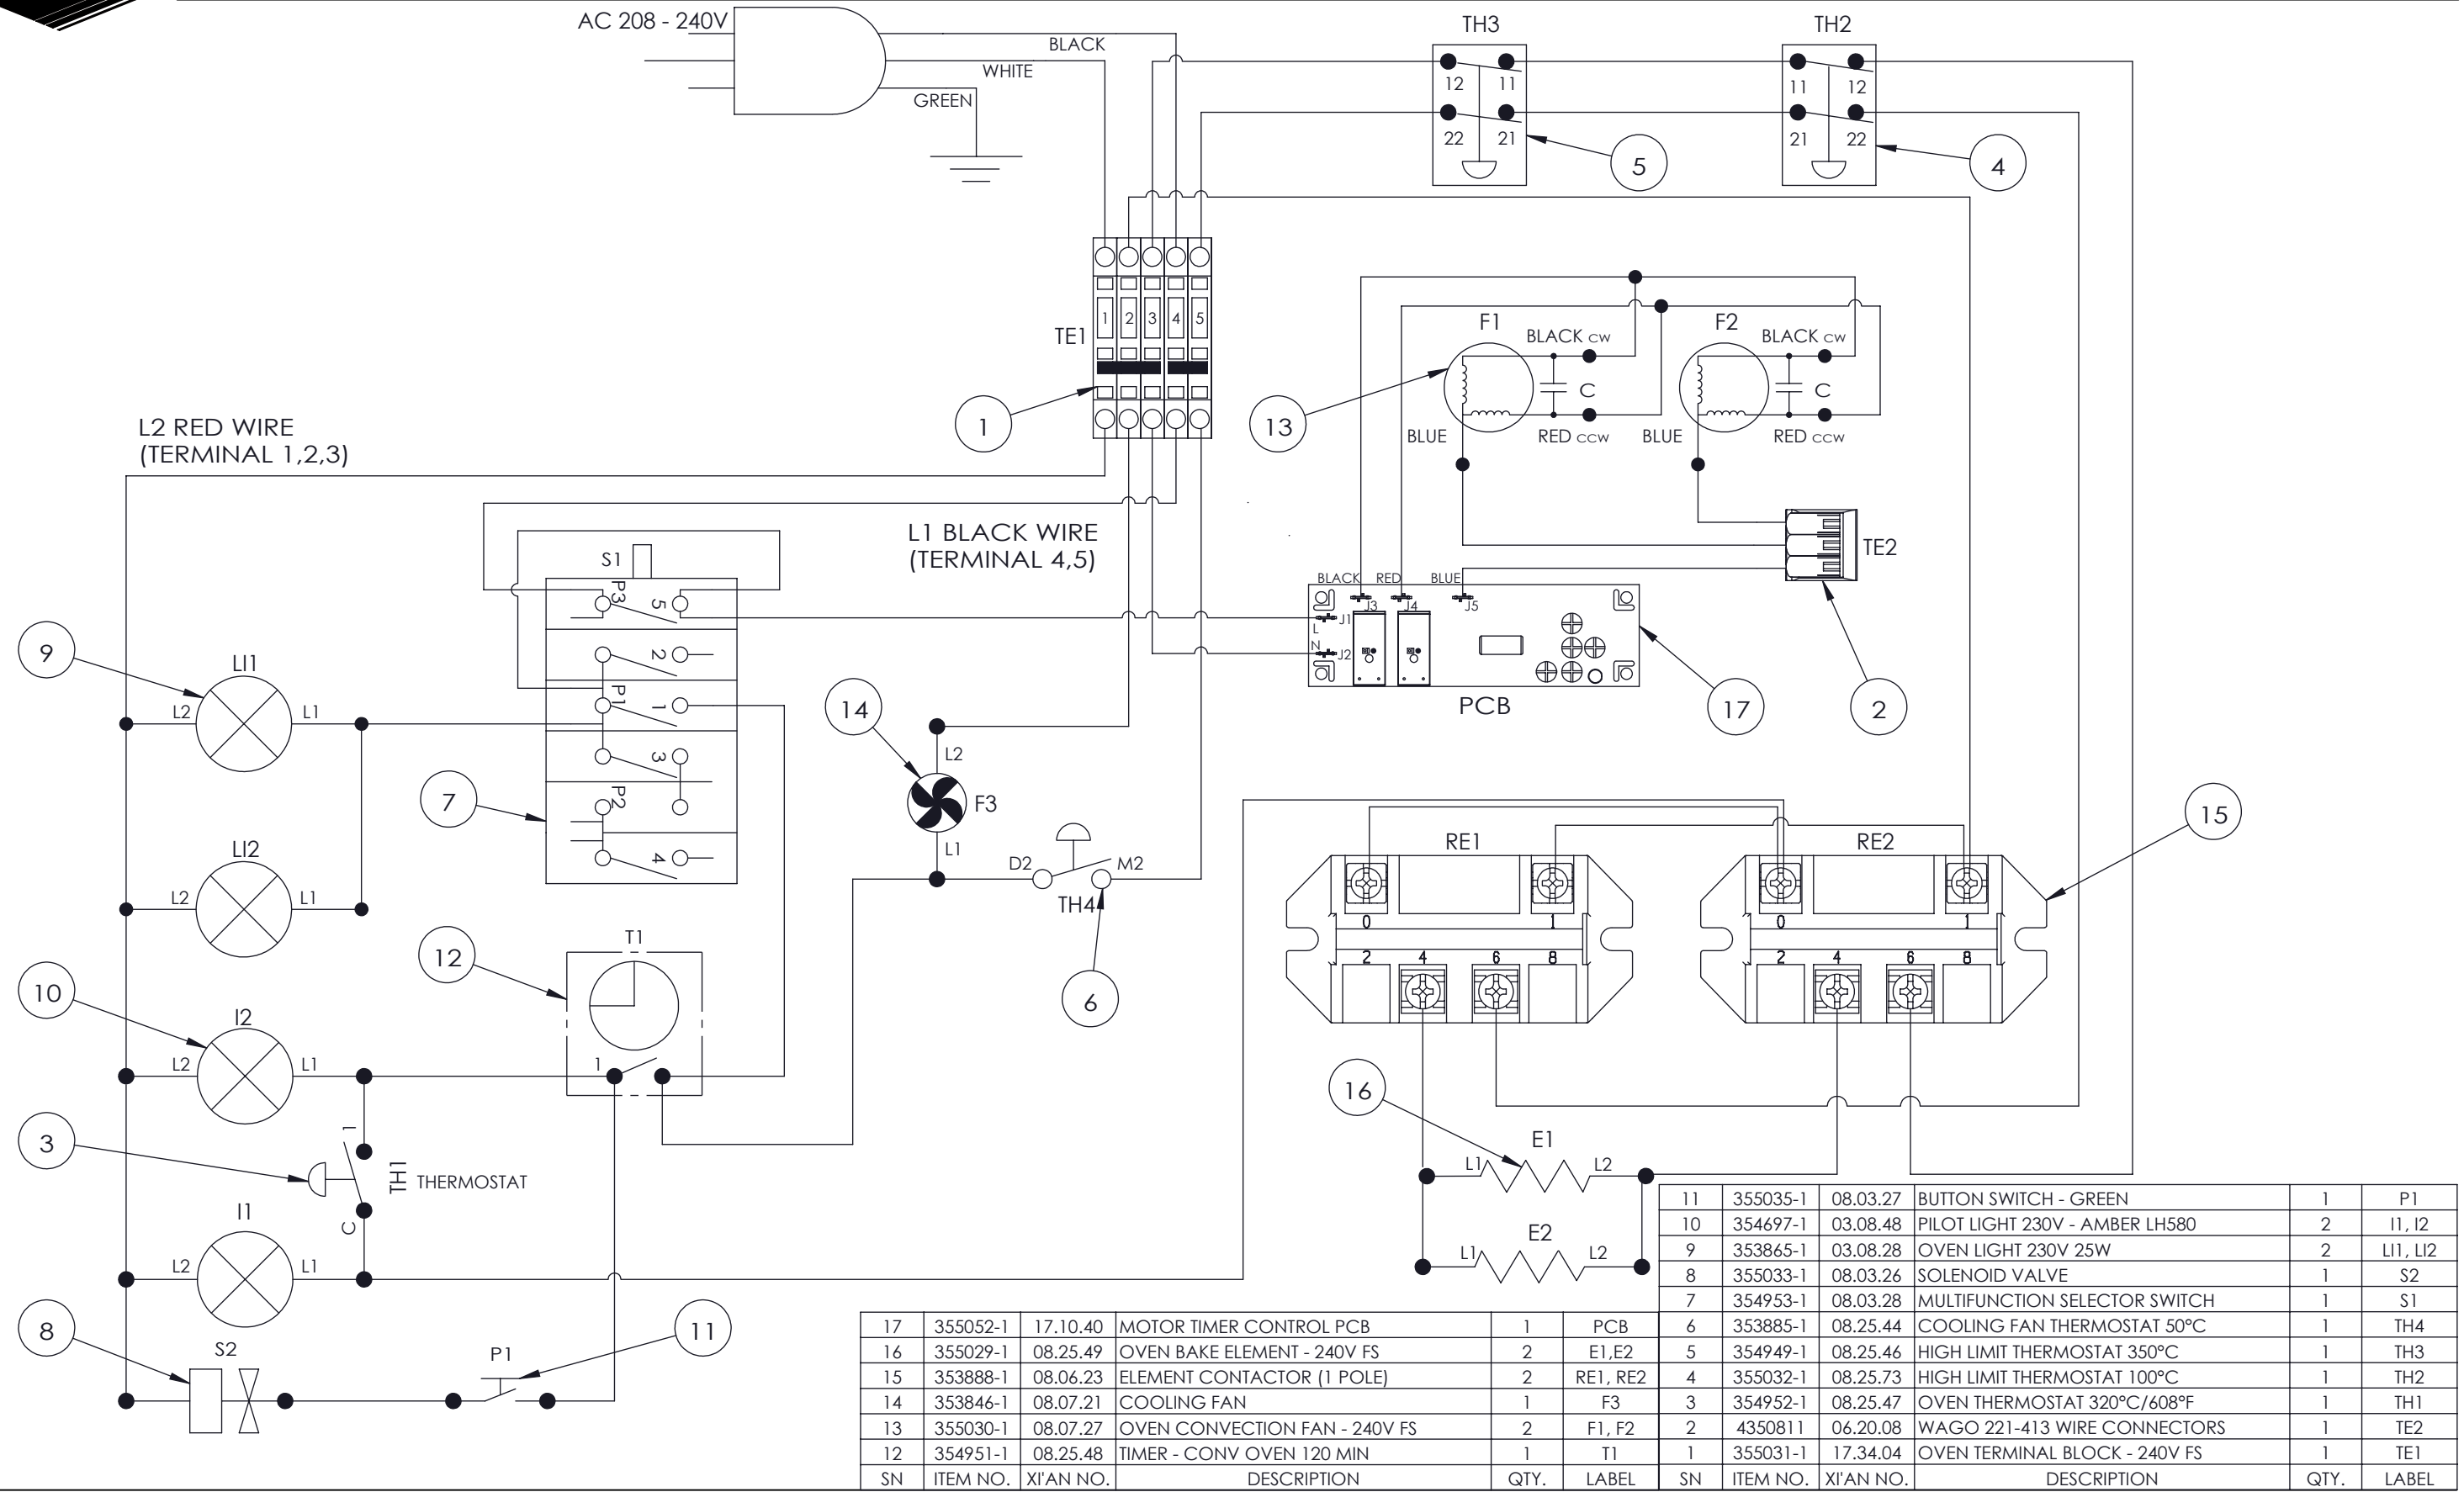 AC 208 - 240V
BLACK
WHITE
GREEN
TH3
12 11
22 21
5
TH2
11 12
21 22
4
TE1
1 2 3 4 5
1
L2 RED WIRE
(TERMINAL 1,2,3)
L1 BLACK WIRE
(TERMINAL 4,5)
F1
BLACK CW
C
RED CCW
BLUE
13
F2
BLACK CW
C
RED CCW
BLUE
TE2
2
BLACK RED BLUE
J3 J4 J5
L J1
N J2
PCB
17
S1
P3 5
2
P1 1
3
P2
4
7
9
LI1
L2 L1
LI2
L2 L1
14
L2
F3
L1
D2 M2
TH4
6
12
T1
1
10
I2
L2 L1
3
1
TH1 THERMOSTAT
C
I1
L2 L1
8
S2
P1
11
RE1
0 1
2 4 6 8
RE2
0 1
2 4 6 8
15
16
E1
L1 L2
E2
L1 L2
17 355052-1 17.10.40 MOTOR TIMER CONTROL PCB 1 PCB
16 355029-1 08.25.49 OVEN BAKE ELEMENT - 240V FS 2 E1,E2
15 353888-1 08.06.23 ELEMENT CONTACTOR (1 POLE) 2 RE1, RE2
14 353846-1 08.07.21 COOLING FAN 1 F3
13 355030-1 08.07.27 OVEN CONVECTION FAN - 240V FS 2 F1, F2
12 354951-1 08.25.48 TIMER - CONV OVEN 120 MIN 1 T1
SN ITEM NO. XI'AN NO. DESCRIPTION QTY. LABEL
11 355035-1 08.03.27 BUTTON SWITCH - GREEN 1 P1
10 354697-1 03.08.48 PILOT LIGHT 230V - AMBER LH580 2 I1, I2
9 353865-1 03.08.28 OVEN LIGHT 230V 25W 2 LI1, LI2
8 355033-1 08.03.26 SOLENOID VALVE 1 S2
7 354953-1 08.03.28 MULTIFUNCTION SELECTOR SWITCH 1 S1
6 353885-1 08.25.44 COOLING FAN THERMOSTAT 50°C 1 TH4
5 354949-1 08.25.46 HIGH LIMIT THERMOSTAT 350°C 1 TH3
4 355032-1 08.25.73 HIGH LIMIT THERMOSTAT 100°C 1 TH2
3 354952-1 08.25.47 OVEN THERMOSTAT 320°C/608°F 1 TH1
2 4350811 06.20.08 WAGO 221-413 WIRE CONNECTORS 1 TE2
1 355031-1 17.34.04 OVEN TERMINAL BLOCK - 240V FS 1 TE1
SN ITEM NO. XI'AN NO. DESCRIPTION QTY. LABEL